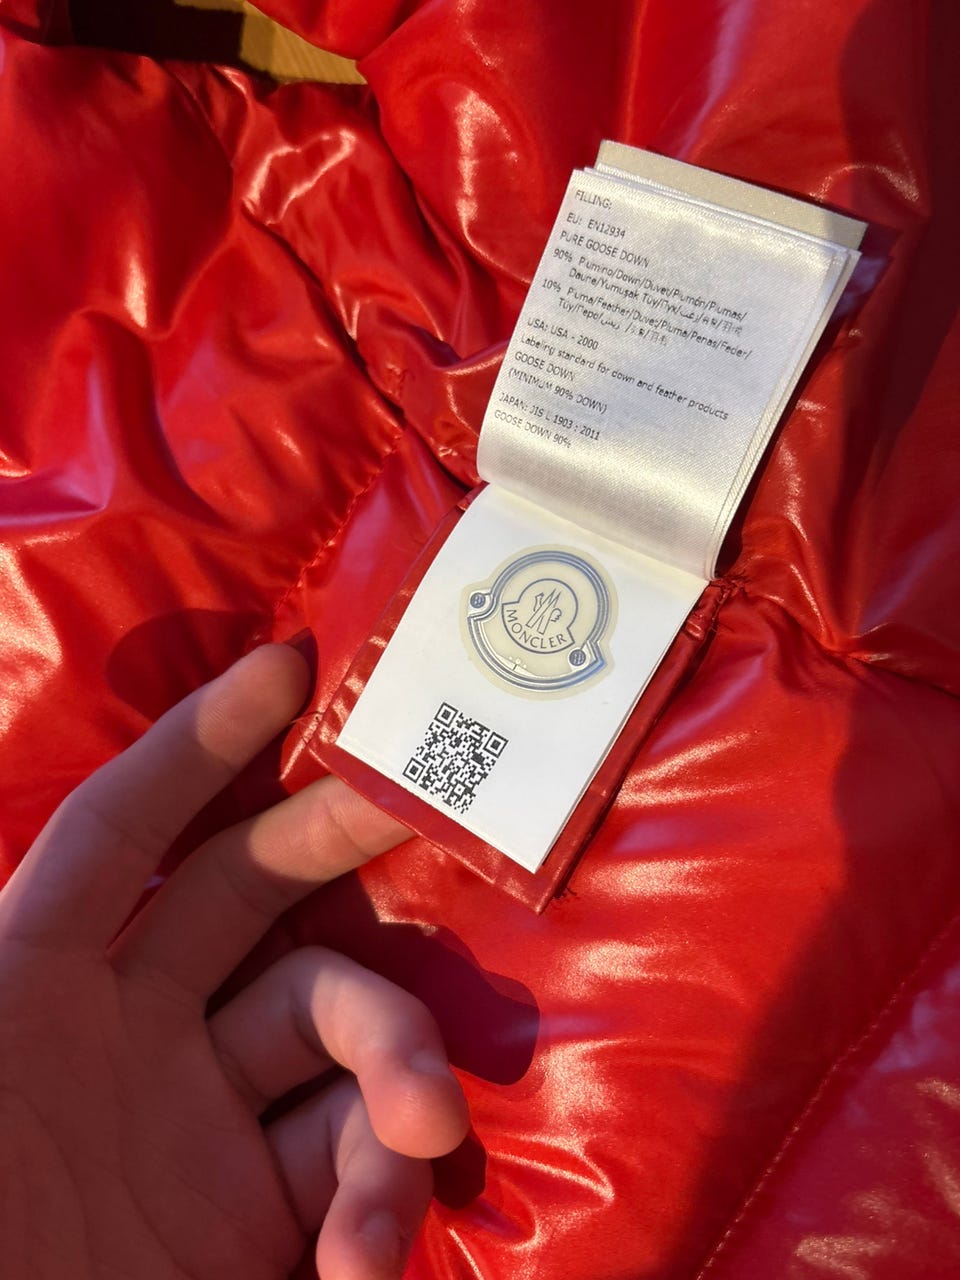 FILLING:
EU: EN12934
PURE GOOSE DOWN
90% Piumino/Down/Duvet/Plumón/Plumas/
Daune/Yumuşak Tüy/Пух/
10% Piuma/Feather/Duvet/Pluma/Penas/Feder/
Tüy/Перо/ريش/
USA: USA - 2000
Labeling standard for down and feather products
GOOSE DOWN
(MINIMUM 90% DOWN)
JAPAN: JIS L 1903 : 2011
GOOSE DOWN 90%
MONCLER